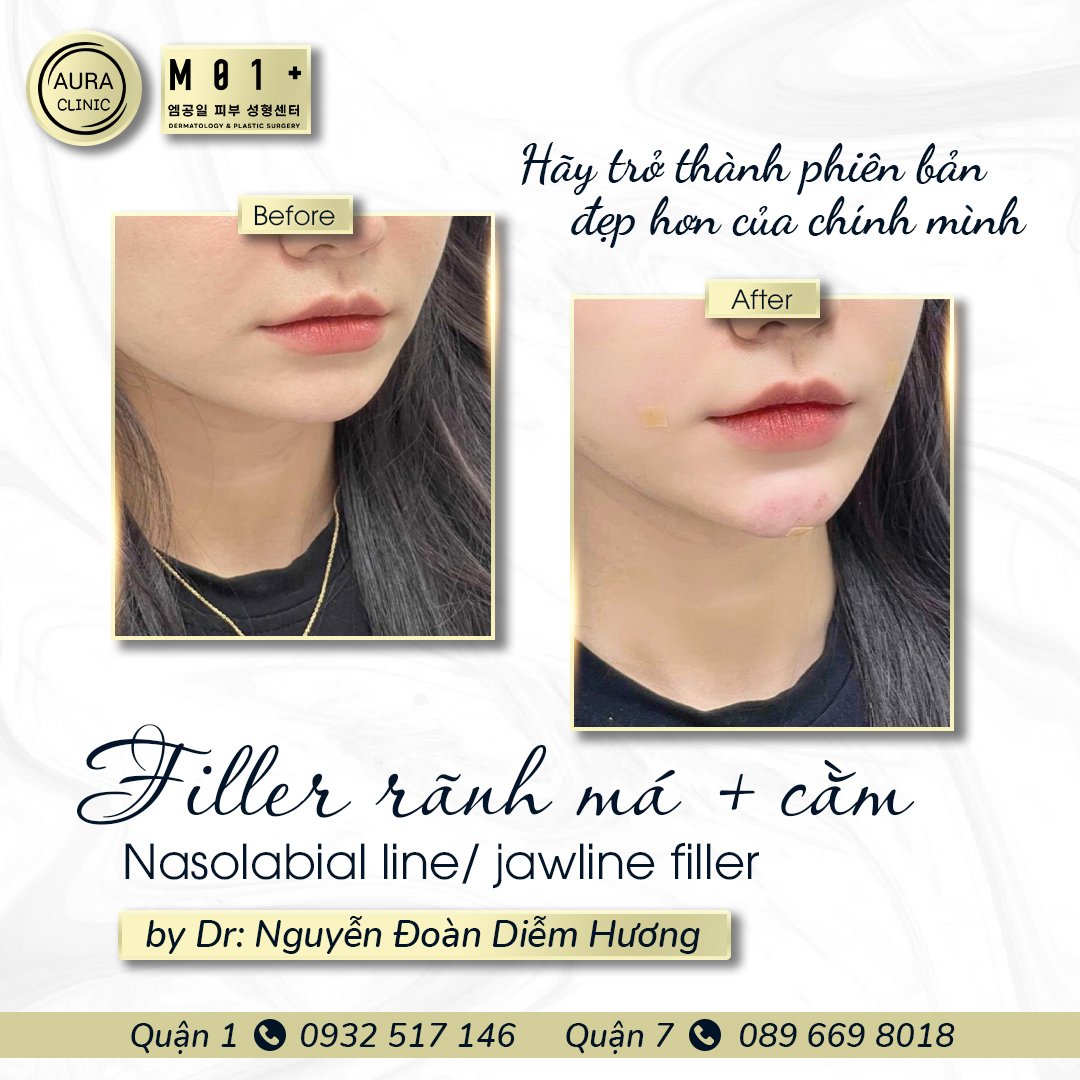 AURA
CLINIC
M01+
엠공일 피부 성형센터
DERMATOLOGY & PLASTIC SURGERY
Hãy trở thành phiên bản
đẹp hơn của chính mình
Before
After
Filler rãnh má + cằm
Nasolabial line/ jawline filler
by Dr: Nguyễn Đoàn Diễm Hương
Quận 1 0932 517 146 Quận 7 089 669 8018